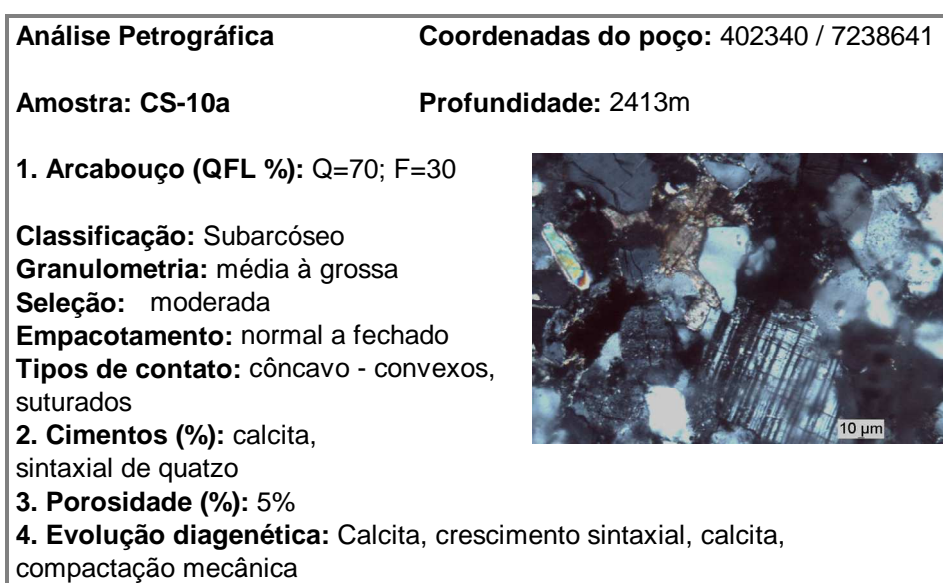 Análise Petrográfica Coordenadas do poço: 402340 / 7238641
Amostra: CS-10a Profundidade: 2413m
1. Arcabouço (QFL %): Q=70; F=30
Classificação: Subarcóseo
Granulometria: média à grossa
Seleção: moderada
Empacotamento: normal a fechado
Tipos de contato: côncavo - convexos,
suturados
2. Cimentos (%): calcita,
sintaxial de quatzo
3. Porosidade (%): 5%
4. Evolução diagenética: Calcita, crescimento sintaxial, calcita,
compactação mecânica
10 µm